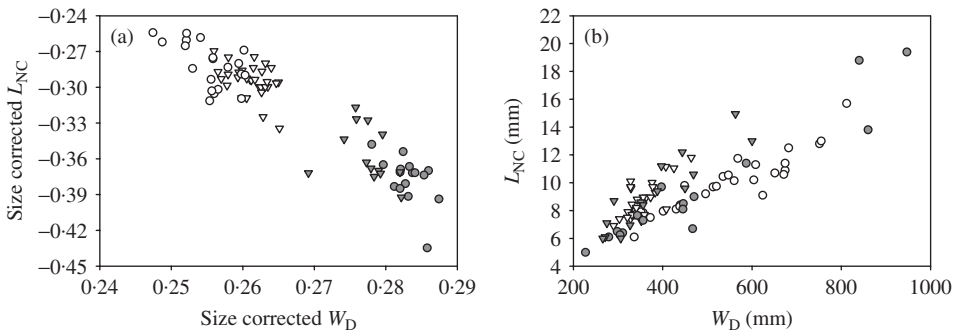 (a)
Size corrected L_NC
−0·24
−0·27
−0·30
−0·33
−0·36
−0·39
−0·42
−0·45
0·24 0·25 0·26 0·27 0·28 0·29
Size corrected W_D
(b)
L_NC (mm)
22
20
18
16
14
12
10
8
6
4
200 400 600 800 1000
W_D (mm)